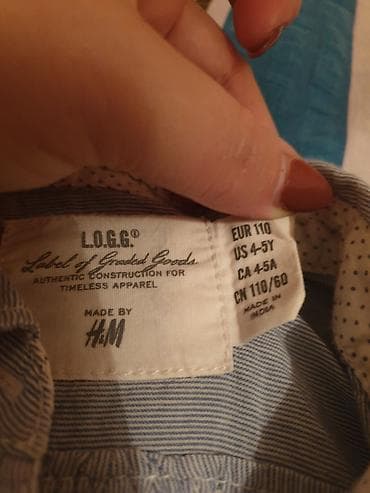 L.O.G.G.®
Label of Graded Goods
AUTHENTIC CONSTRUCTION FOR
TIMELESS APPAREL
MADE BY
H&M
EUR 110
US 4-5Y
CA 4-5A
CN 110/60
MADE IN
INDIA